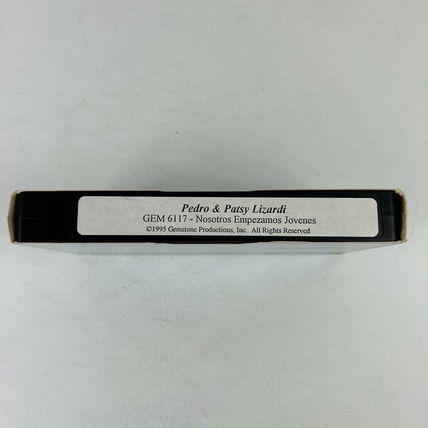 Pedro & Patsy Lizardi
GEM 6117 - Nosotros Empezamos Jovenes
©1995 Gemstone Productions, Inc. All Rights Reserved